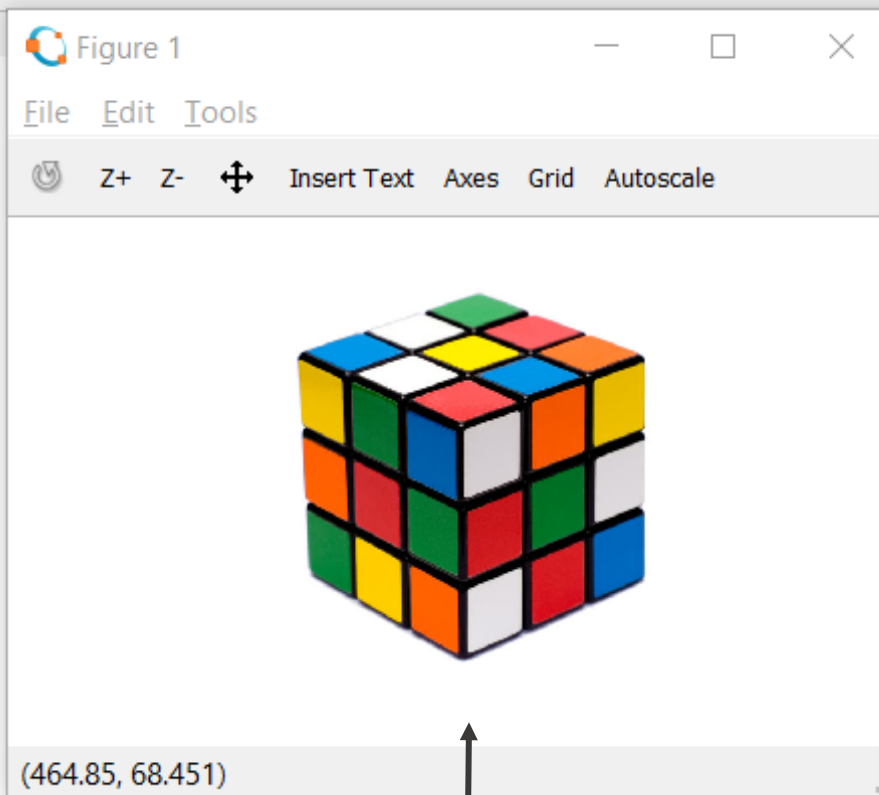 Figure 1
File Edit Tools
Z+ Z- Insert Text Axes Grid Autoscale
(464.85, 68.451)